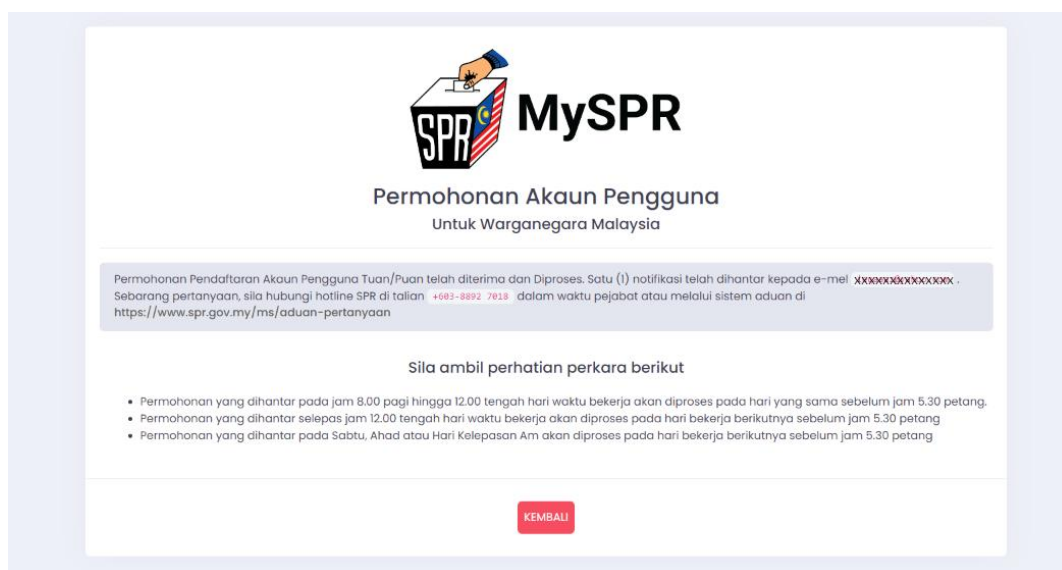 SPR
MySPR
Permohonan Akaun Pengguna
Untuk Warganegara Malaysia
Permohonan Pendaftaran Akaun Pengguna Tuan/Puan telah diterima dan Diproses. Satu (1) notifikasi telah dihantar kepada e-mel .
Sebarang pertanyaan, sila hubungi hotline SPR di talian +603-8892 7018 dalam waktu pejabat atau melalui sistem aduan di
https://www.spr.gov.my/ms/aduan-pertanyaan
Sila ambil perhatian perkara berikut
• Permohonan yang dihantar pada jam 8.00 pagi hingga 12.00 tengah hari waktu bekerja akan diproses pada hari yang sama sebelum jam 5.30 petang.
• Permohonan yang dihantar selepas jam 12.00 tengah hari waktu bekerja akan diproses pada hari bekerja berikutnya sebelum jam 5.30 petang
• Permohonan yang dihantar pada Sabtu, Ahad atau Hari Kelepasan Am akan diproses pada hari bekerja berikutnya sebelum jam 5.30 petang
KEMBALI